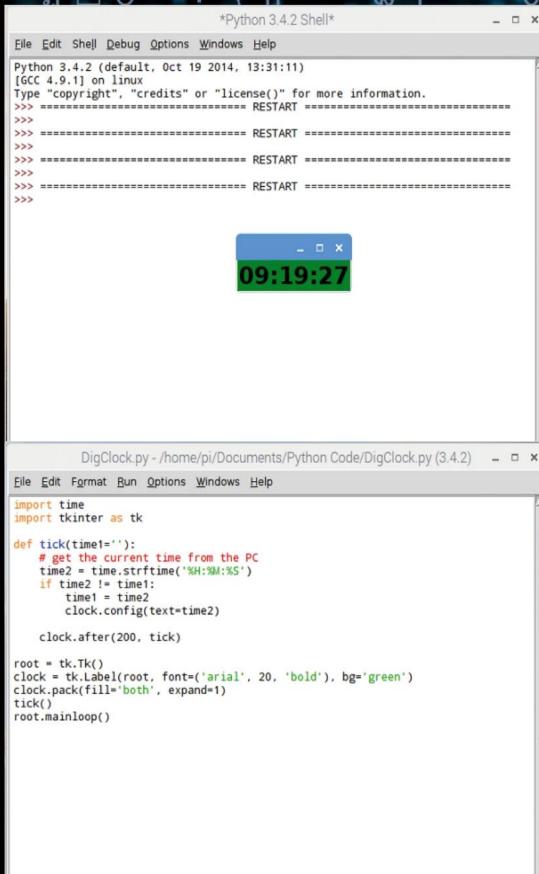 *Python 3.4.2 Shell*
File Edit Shell Debug Options Windows Help
Python 3.4.2 (default, Oct 19 2014, 13:31:11)
[GCC 4.9.1] on linux
Type "copyright", "credits" or "license()" for more information.
>>> ================================ RESTART ================================
>>>
>>> ================================ RESTART ================================
>>>
>>> ================================ RESTART ================================
>>>
>>> ================================ RESTART ================================
>>>
09:19:27
DigClock.py - /home/pi/Documents/Python Code/DigClock.py (3.4.2)
File Edit Format Run Options Windows Help
import time
import tkinter as tk
def tick(time1=''):
    # get the current time from the PC
    time2 = time.strftime('%H:%M:%S')
    if time2 != time1:
        time1 = time2
        clock.config(text=time2)
    clock.after(200, tick)
root = tk.Tk()
clock = tk.Label(root, font=('arial', 20, 'bold'), bg='green')
clock.pack(fill='both', expand=1)
tick()
root.mainloop()